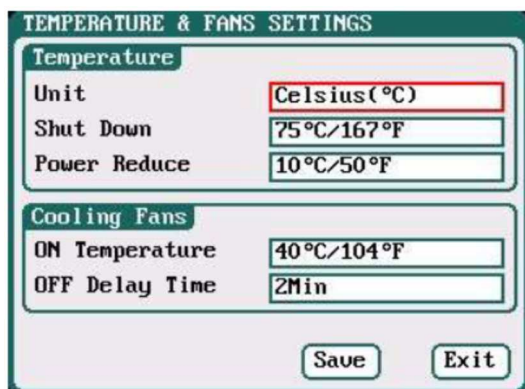 TEMPERATURE & FANS SETTINGS
Temperature
Unit Celsius(°C)
Shut Down 75°C/167°F
Power Reduce 10°C/50°F
Cooling Fans
ON Temperature 40°C/104°F
OFF Delay Time 2Min
Save Exit